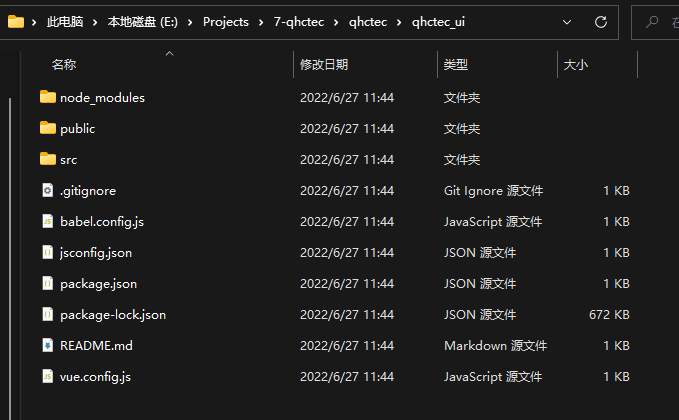 此电脑 > 本地磁盘 (E:) > Projects > 7-qhctec > qhctec > qhctec_ui
名称 修改日期 类型 大小
node_modules 2022/6/27 11:44 文件夹
public 2022/6/27 11:44 文件夹
src 2022/6/27 11:44 文件夹
.gitignore 2022/6/27 11:44 Git Ignore 源文件 1 KB
babel.config.js 2022/6/27 11:44 JavaScript 源文件 1 KB
jsconfig.json 2022/6/27 11:44 JSON 源文件 1 KB
package.json 2022/6/27 11:44 JSON 源文件 1 KB
package-lock.json 2022/6/27 11:44 JSON 源文件 672 KB
README.md 2022/6/27 11:44 Markdown 源文件 1 KB
vue.config.js 2022/6/27 11:44 JavaScript 源文件 1 KB